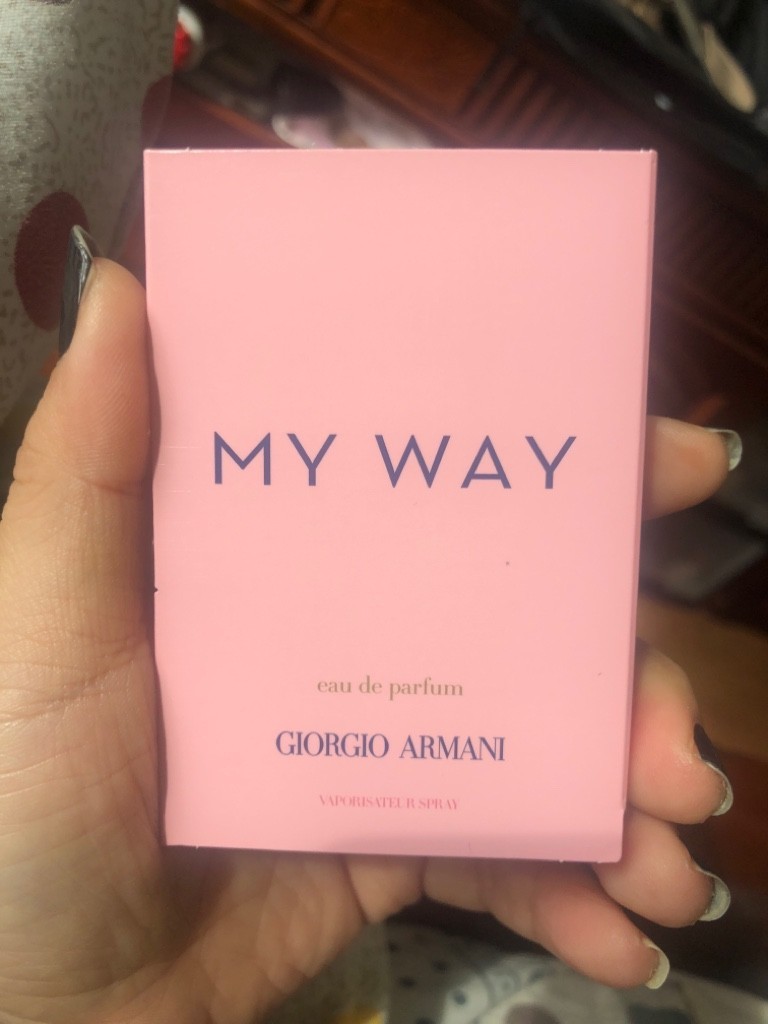 MY WAY
eau de parfum
GIORGIO ARMANI
VAPORISATEUR SPRAY